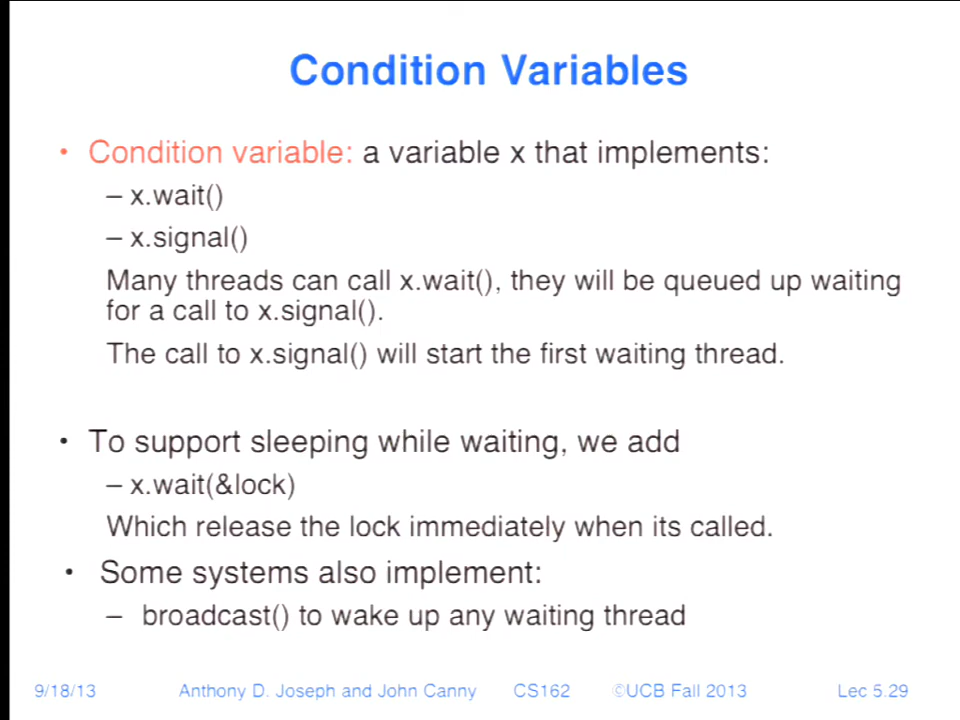 Condition Variables
• Condition variable: a variable x that implements:
– x.wait()
– x.signal()
Many threads can call x.wait(), they will be queued up waiting
for a call to x.signal().
The call to x.signal() will start the first waiting thread.
• To support sleeping while waiting, we add
– x.wait(&lock)
Which release the lock immediately when its called.
• Some systems also implement:
– broadcast() to wake up any waiting thread
9/18/13 Anthony D. Joseph and John Canny CS162 ©UCB Fall 2013 Lec 5.29